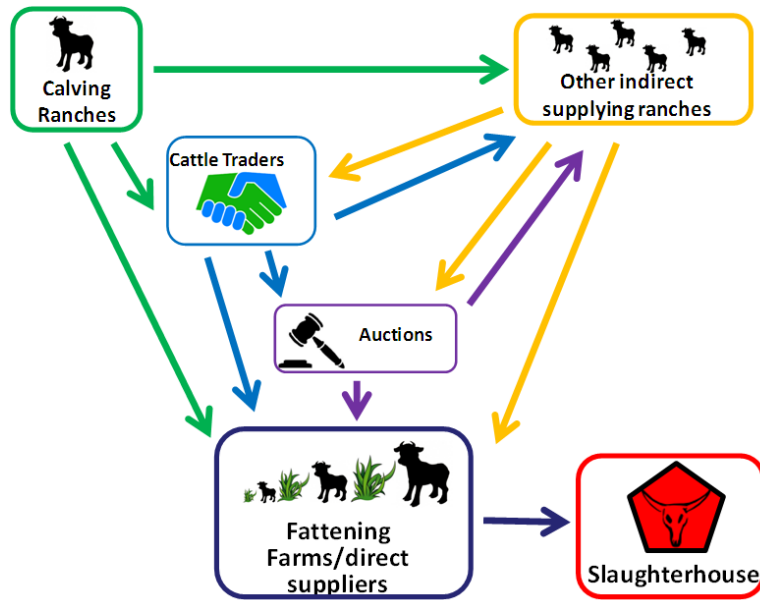 Calving
Ranches
Other indirect
supplying ranches
Cattle Traders
Auctions
Fattening
Farms/direct
suppliers
Slaughterhouse